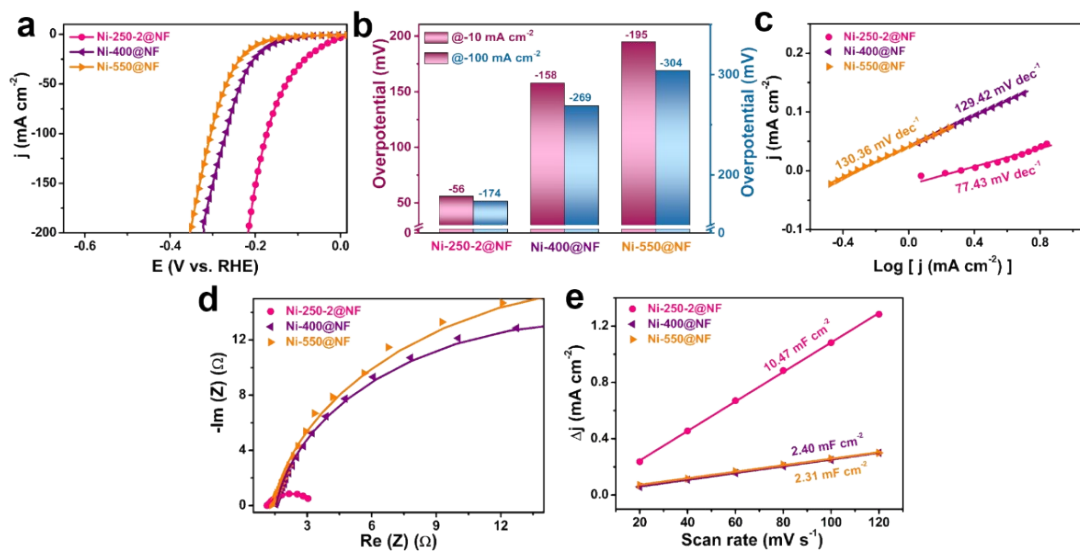 a
Ni-250-2@NF
Ni-400@NF
Ni-550@NF
0
-50
-100
-150
-200
j (mA cm-2)
-0.6
-0.4
-0.2
0.0
E (V vs. RHE)
b
@-10 mA cm-2
@-100 mA cm-2
200
150
100
50
0
Overpotential (mV)
-56
-174
-158
-269
-195
-304
300
200
0
Overpotential (mV)
Ni-250-2@NF
Ni-400@NF
Ni-550@NF
c
Ni-250-2@NF
Ni-400@NF
Ni-550@NF
0.2
0.1
0.0
-0.1
j (mA cm-2)
129.42 mV dec-1
130.36 mV dec-1
77.43 mV dec-1
-0.4
0.0
0.4
0.8
Log [ j (mA cm-2) ]
d
Ni-250-2@NF
Ni-400@NF
Ni-550@NF
12
8
4
0
-Im (Z) (Ω)
3
6
9
12
Re (Z) (Ω)
e
Ni-250-2@NF
Ni-400@NF
Ni-550@NF
1.2
0.8
0.4
0.0
Δj (mA cm-2)
10.47 mF cm-2
2.40 mF cm-2
2.31 mF cm-2
20
40
60
80
100
120
Scan rate (mV s-1)